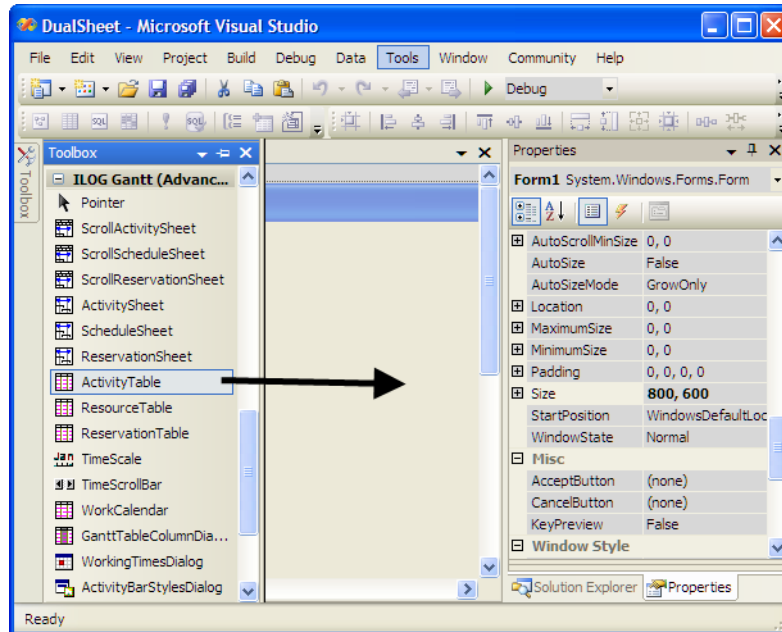 DualSheet - Microsoft Visual Studio
File Edit View Project Build Debug Data Tools Window Community Help
Debug
Toolbox
Toolbox
ILOG Gantt (Advanc...
Pointer
ScrollActivitySheet
ScrollScheduleSheet
ScrollReservationSheet
ActivitySheet
ScheduleSheet
ReservationSheet
ActivityTable
ResourceTable
ReservationTable
TimeScale
TimeScrollBar
WorkCalendar
GanttTableColumnDia...
WorkingTimesDialog
ActivityBarStylesDialog
Properties
Form1 System.Windows.Forms.Form
AutoScrollMinSize 0, 0
AutoSize False
AutoSizeMode GrowOnly
Location 0, 0
MaximumSize 0, 0
MinimumSize 0, 0
Padding 0, 0, 0, 0
Size 800, 600
StartPosition WindowsDefaultLoc
WindowState Normal
Misc
AcceptButton (none)
CancelButton (none)
KeyPreview False
Window Style
Solution Explorer Properties
Ready